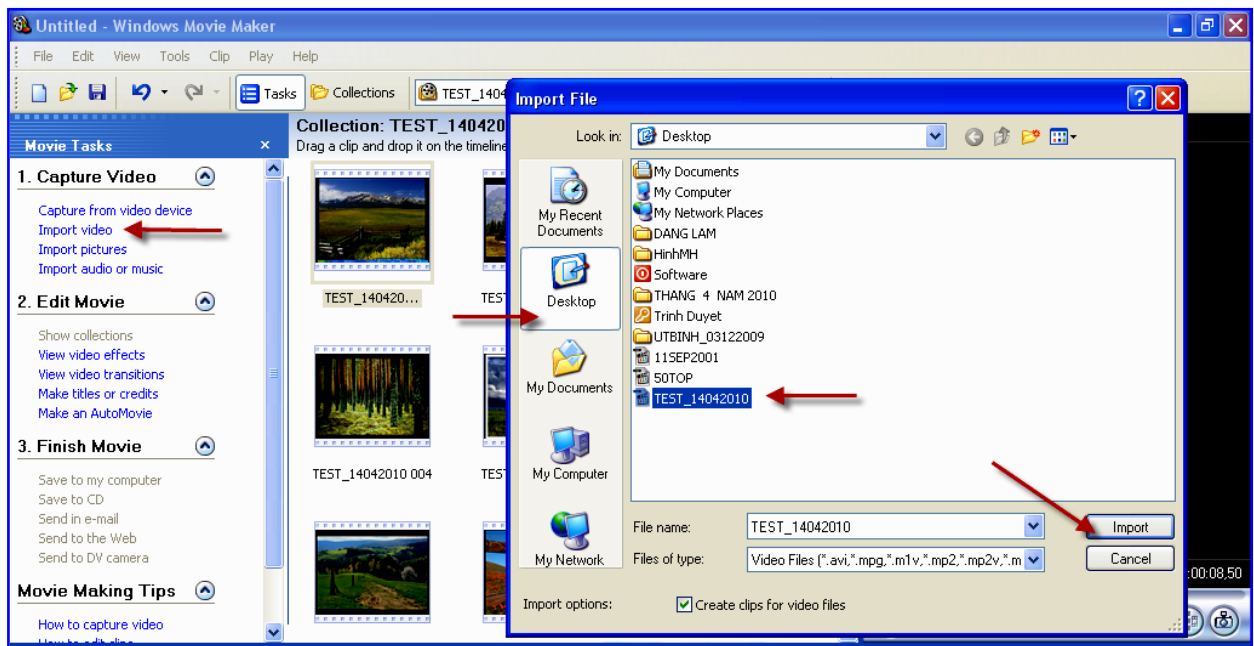 Untitled - Windows Movie Maker
File Edit View Tools Clip Play Help
Tasks Collections TEST_1404
Movie Tasks ×
1. Capture Video
Capture from video device
Import video
Import pictures
Import audio or music
2. Edit Movie
Show collections
View video effects
View video transitions
Make titles or credits
Make an AutoMovie
3. Finish Movie
Save to my computer
Save to CD
Send in e-mail
Send to the Web
Send to DV camera
Movie Making Tips
How to capture video
How to edit clips
Collection: TEST_140420
Drag a clip and drop it on the timeline
TEST_140420...
TEST
TEST_14042010 004
TEST
Import File
Look in: Desktop
My Recent Documents
Desktop
My Documents
My Computer
My Network
My Documents
My Computer
My Network Places
DANG LAM
HinhMH
Software
THANG 4 NAM 2010
Trinh Duyet
UTBINH_03122009
11SEP2001
50TOP
TEST_14042010
File name: TEST_14042010 Import
Files of type: Video Files (*.avi,*.mpg,*.m1v,*.mp2,*.mp2v,*.m Cancel
Import options: Create clips for video files
:00:08,50